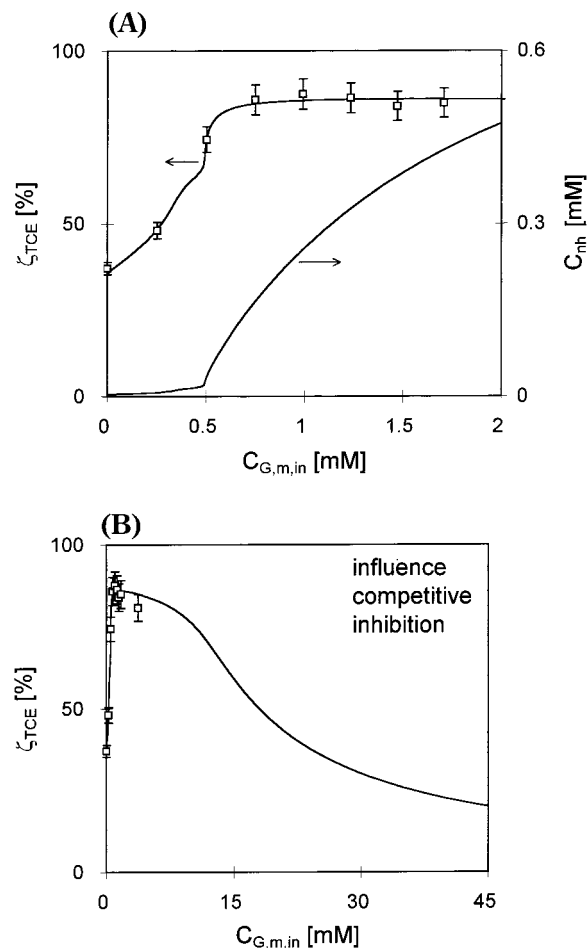 (A)
100
50
0
ζTCE [%]
0.6
0.3
0
Cnh [mM]
0
0.5
1
1.5
2
CG,m,in [mM]
(B)
100
50
0
ζTCE [%]
influence
competitive
inhibition
0
15
30
45
CG,m,in [mM]